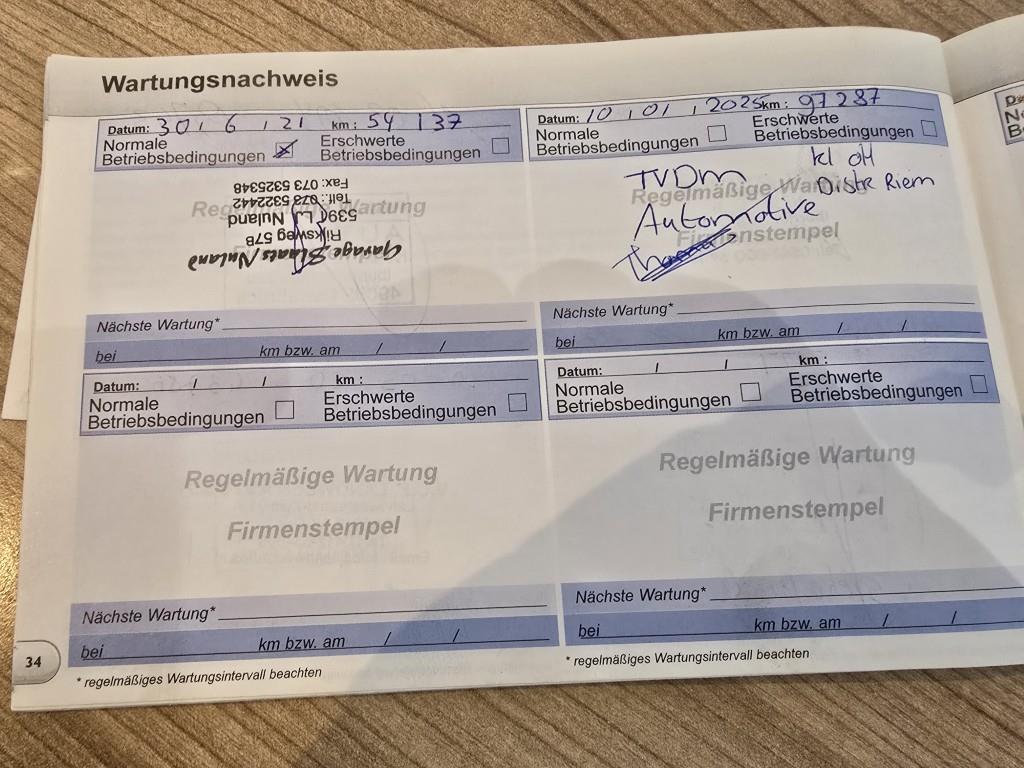 Wartungsnachweis
Datum: 30 / 6 / 21 km : 54 137
Normale
Betriebsbedingungen
Erschwerte
Betriebsbedingungen
Regelmäßige Wartung
Garage Staats Nuland
Rijksweg 57B
Nuland
Tel.: 073 5322442
Fax: 073 5325348
Nächste Wartung*
bei km bzw. am / /
Datum: 10 / 01 / 2025 km : 97287
Normale
Betriebsbedingungen
Erschwerte
Betriebsbedingungen
Kl OH
Distr Riem
TVDM
Automotive
Regelmäßige Wartung
Firmenstempel
Nächste Wartung*
bei km bzw. am / /
Datum: / / km :
Normale
Betriebsbedingungen
Erschwerte
Betriebsbedingungen
Regelmäßige Wartung
Firmenstempel
Nächste Wartung*
bei km bzw. am / /
* regelmäßiges Wartungsintervall beachten
Datum: / / km :
Normale
Betriebsbedingungen
Erschwerte
Betriebsbedingungen
Regelmäßige Wartung
Firmenstempel
Nächste Wartung*
bei km bzw. am / /
* regelmäßiges Wartungsintervall beachten
34